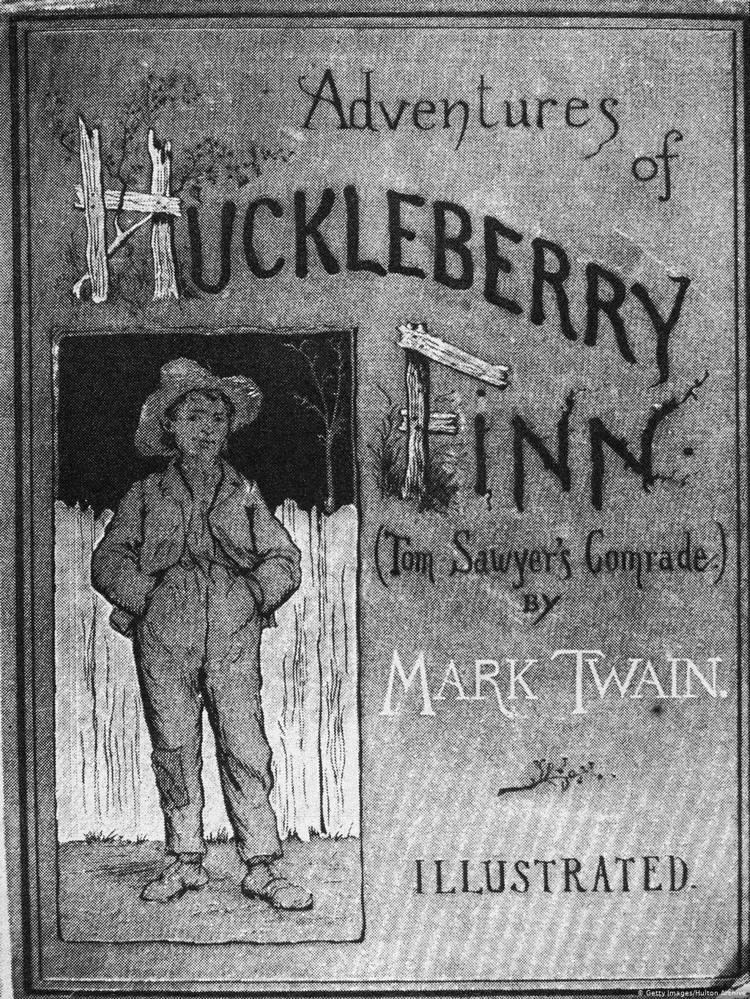 Adventures
of
HUCKLEBERRY
FINN.
(Tom Sawyer's Comrade.)
BY
MARK TWAIN.
ILLUSTRATED.
© Getty Images/Hulton Archive